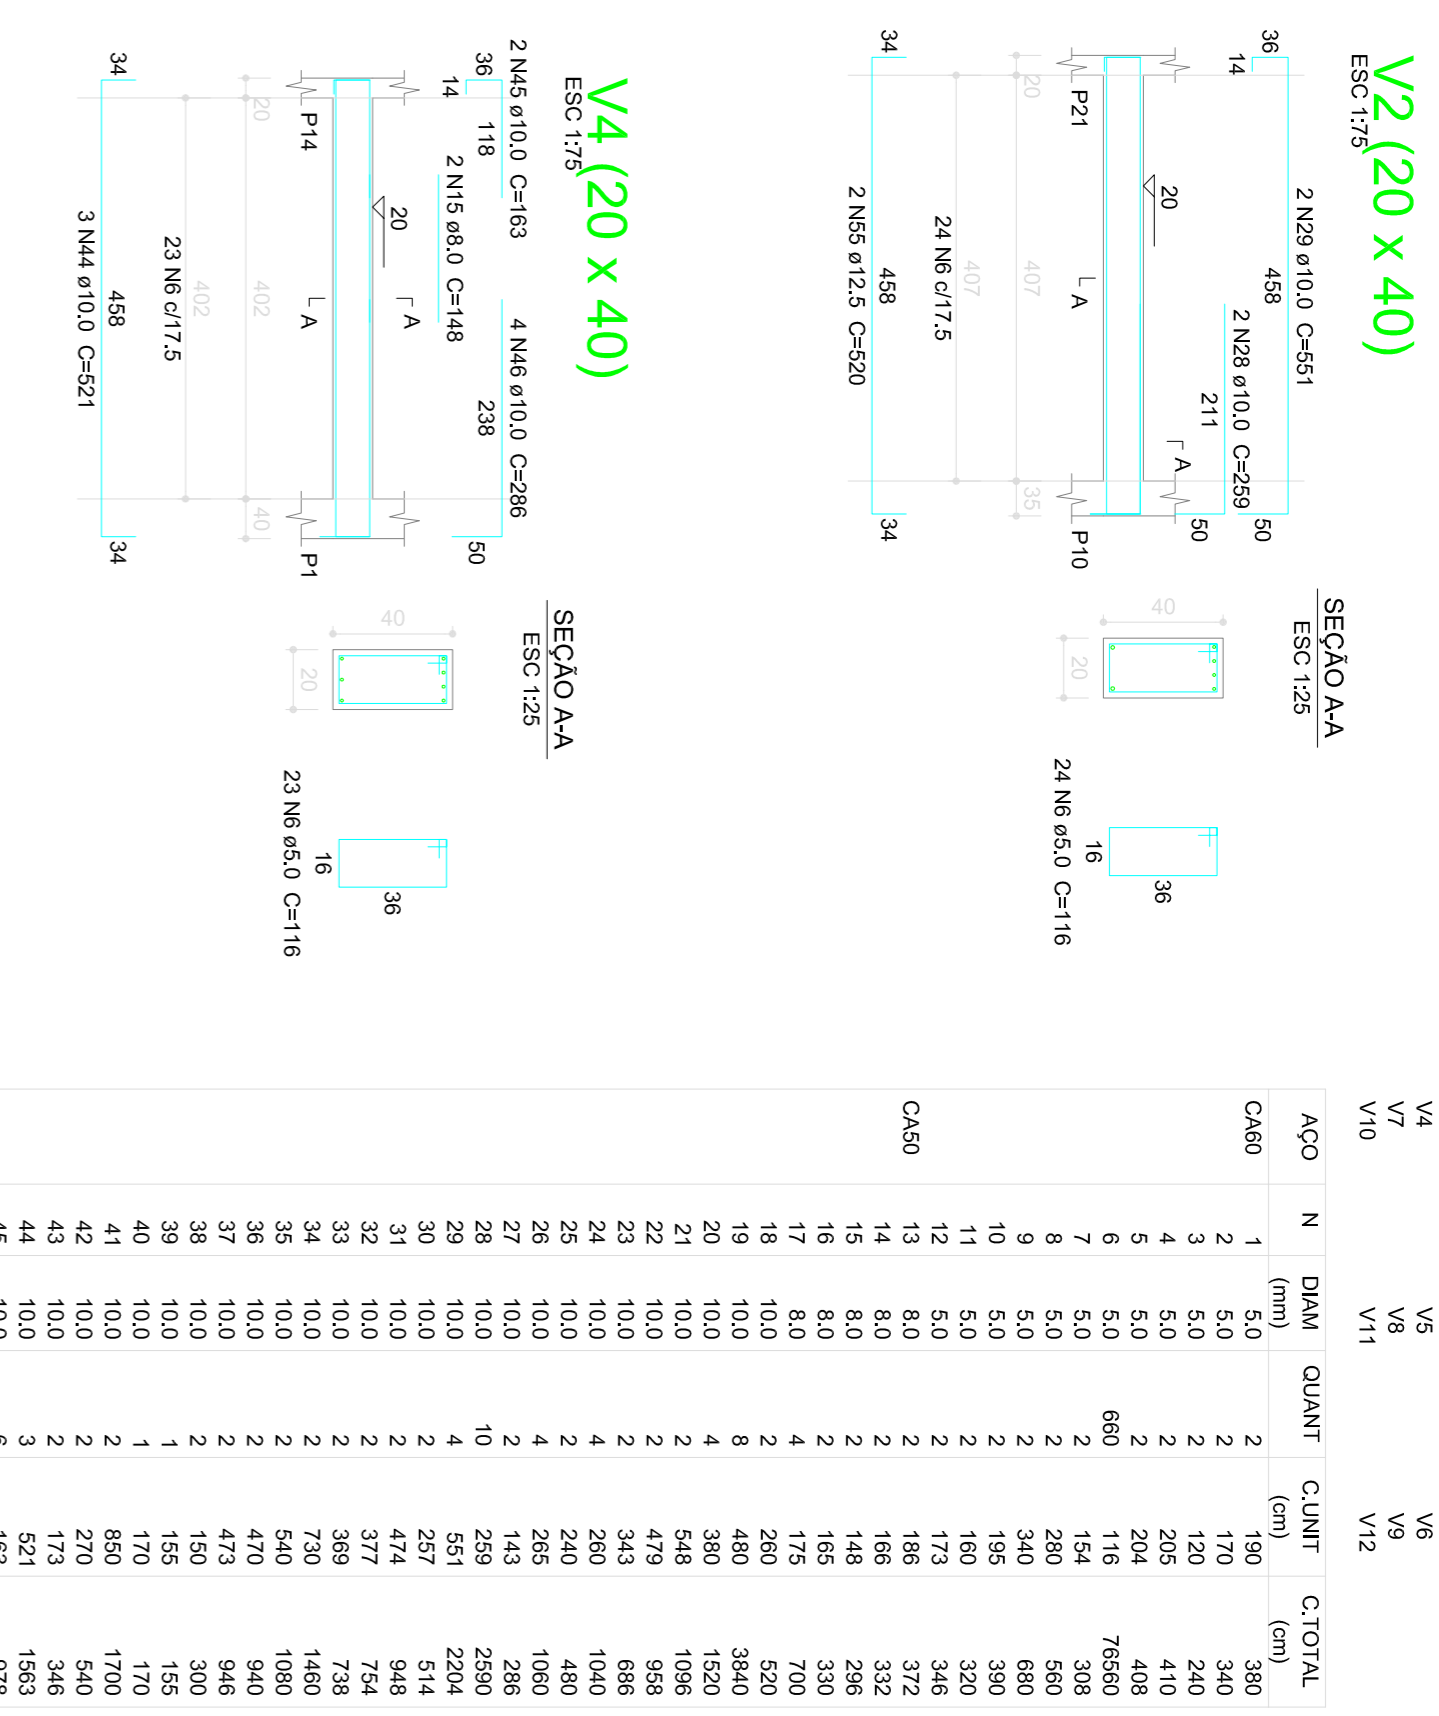 V2 (20 x 40)
ESC 1:75
2 N29 ø10.0 C=551
36
458
50
14
2 N28 ø10.0 C=259
211
50
20
A
A
P21
P10
20
407
35
407
24 N6 c/17.5
34
458
34
2 N55 ø12.5 C=520
SEÇÃO A-A
ESC 1:25
40
20
36
16
24 N6 ø5.0 C=116
V4 (20 x 40)
ESC 1:75
2 N45 ø10.0 C=163
4 N46 ø10.0 C=286
36
118
238
50
14
2 N15 ø8.0 C=148
20
A
A
P14
P1
20
402
40
402
23 N6 c/17.5
34
458
34
3 N44 ø10.0 C=521
SEÇÃO A-A
ESC 1:25
40
20
36
16
23 N6 ø5.0 C=116
V4 V5 V6
V7 V8 V9
V10 V11 V12
AÇO N DIAM QUANT C.UNIT C.TOTAL
(mm) (cm) (cm)
CA60 1 5.0 2 190 380
2 5.0 2 170 340
3 5.0 2 120 240
4 5.0 2 205 410
5 5.0 2 204 408
6 5.0 660 116 76560
7 5.0 2 154 308
8 5.0 2 280 560
9 5.0 2 340 680
10 5.0 2 195 390
11 5.0 2 160 320
12 5.0 2 173 346
CA50 13 8.0 2 186 372
14 8.0 2 166 332
15 8.0 2 148 296
16 8.0 2 165 330
17 8.0 4 175 700
18 10.0 2 260 520
19 10.0 8 480 3840
20 10.0 4 380 1520
21 10.0 2 548 1096
22 10.0 2 479 958
23 10.0 2 343 686
24 10.0 4 260 1040
25 10.0 2 240 480
26 10.0 4 265 1060
27 10.0 2 143 286
28 10.0 10 259 2590
29 10.0 4 551 2204
30 10.0 2 257 514
31 10.0 2 474 948
32 10.0 2 377 754
33 10.0 2 369 738
34 10.0 2 730 1460
35 10.0 2 540 1080
36 10.0 2 470 940
37 10.0 2 473 946
38 10.0 2 150 300
39 10.0 1 155 155
40 10.0 1 170 170
41 10.0 2 850 1700
42 10.0 2 270 540
43 10.0 2 173 346
44 10.0 3 521 1563
45 10.0 6 163 978